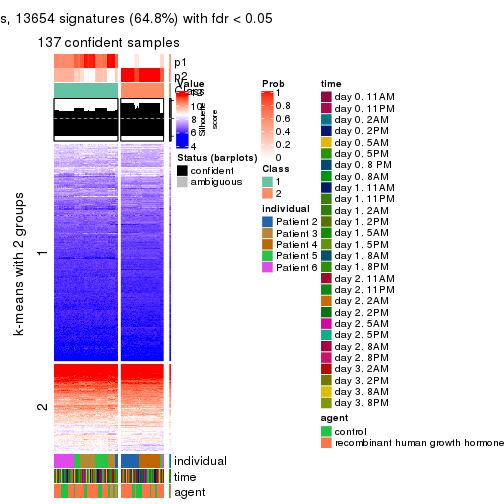 s, 13654 signatures (64.8%) with fdr < 0.05
137 confident samples
p1
p2
Class
k-means with 2 groups
1
2
Silhouette
score
individual
time
agent
Value
10
8
6
4
Status (barplots)
confident
ambiguous
Prob
1
0.8
0.6
0.4
0.2
0
Class
1
2
individual
Patient 2
Patient 3
Patient 4
Patient 5
Patient 6
time
day 0. 11AM
day 0. 11PM
day 0. 2AM
day 0. 2PM
day 0. 5AM
day 0. 5PM
day 0. 8 PM
day 0. 8AM
day 1. 11AM
day 1. 11PM
day 1. 2AM
day 1. 2PM
day 1. 5AM
day 1. 5PM
day 1. 8AM
day 1. 8PM
day 2. 11AM
day 2. 11PM
day 2. 2AM
day 2. 2PM
day 2. 5AM
day 2. 5PM
day 2. 8AM
day 2. 8PM
day 3. 2AM
day 3. 2PM
day 3. 8AM
day 3. 8PM
agent
control
recombinant human growth hormone